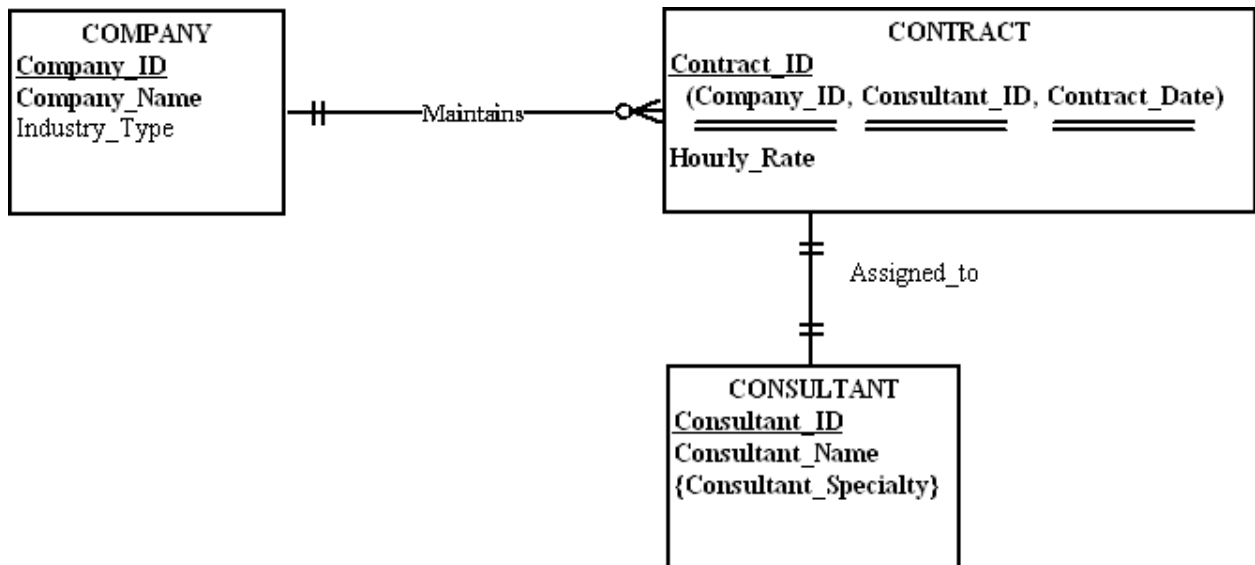 COMPANY
Company_ID
Company_Name
Industry_Type
Maintains
CONTRACT
Contract_ID
(Company_ID, Consultant_ID, Contract_Date)
Hourly_Rate
Assigned_to
CONSULTANT
Consultant_ID
Consultant_Name
{Consultant_Specialty}